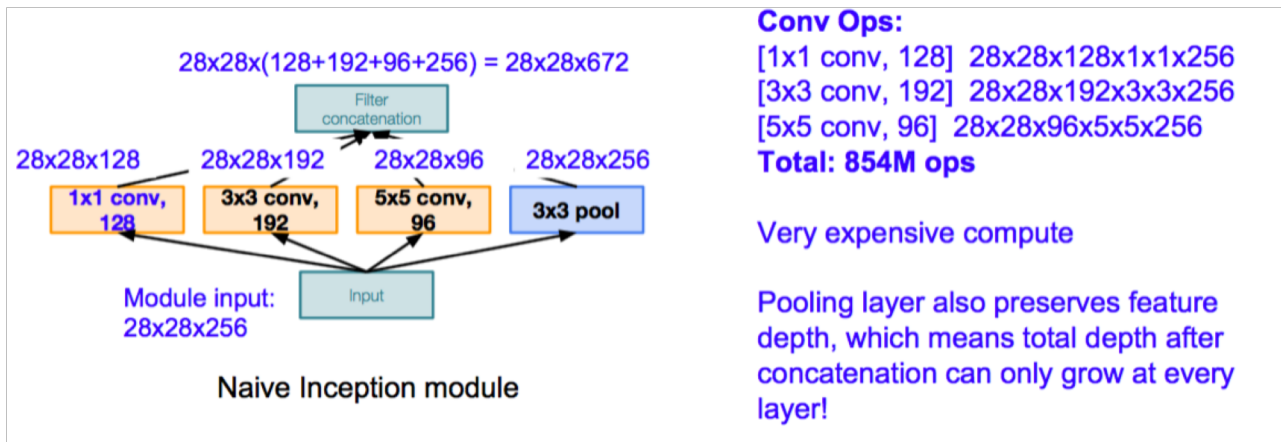 28x28x(128+192+96+256) = 28x28x672
Filter
concatenation
28x28x128
28x28x192
28x28x96
28x28x256
1x1 conv,
128
3x3 conv,
192
5x5 conv,
96
3x3 pool
Input
Module input:
28x28x256
Naive Inception module
Conv Ops:
[1x1 conv, 128] 28x28x128x1x1x256
[3x3 conv, 192] 28x28x192x3x3x256
[5x5 conv, 96] 28x28x96x5x5x256
Total: 854M ops
Very expensive compute
Pooling layer also preserves feature
depth, which means total depth after
concatenation can only grow at every
layer!